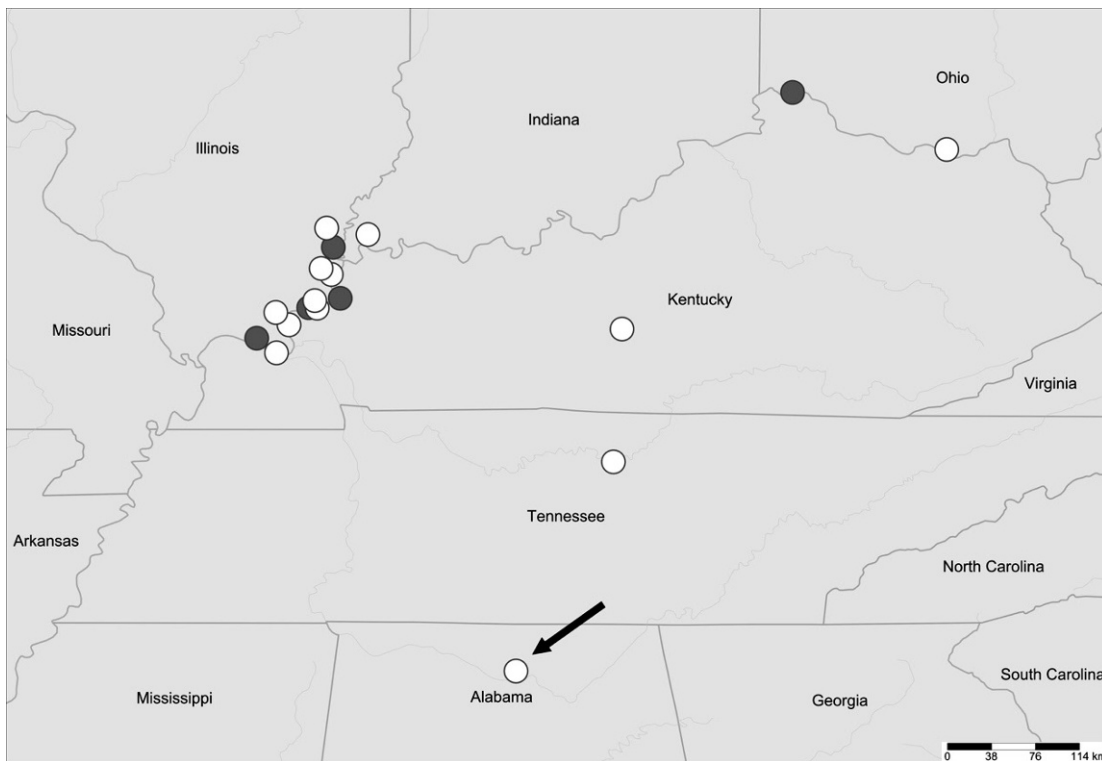 Ohio
Indiana
Illinois
Kentucky
Missouri
Virginia
Tennessee
Arkansas
North Carolina
South Carolina
Mississippi
Alabama
Georgia
0 38 76 114 km